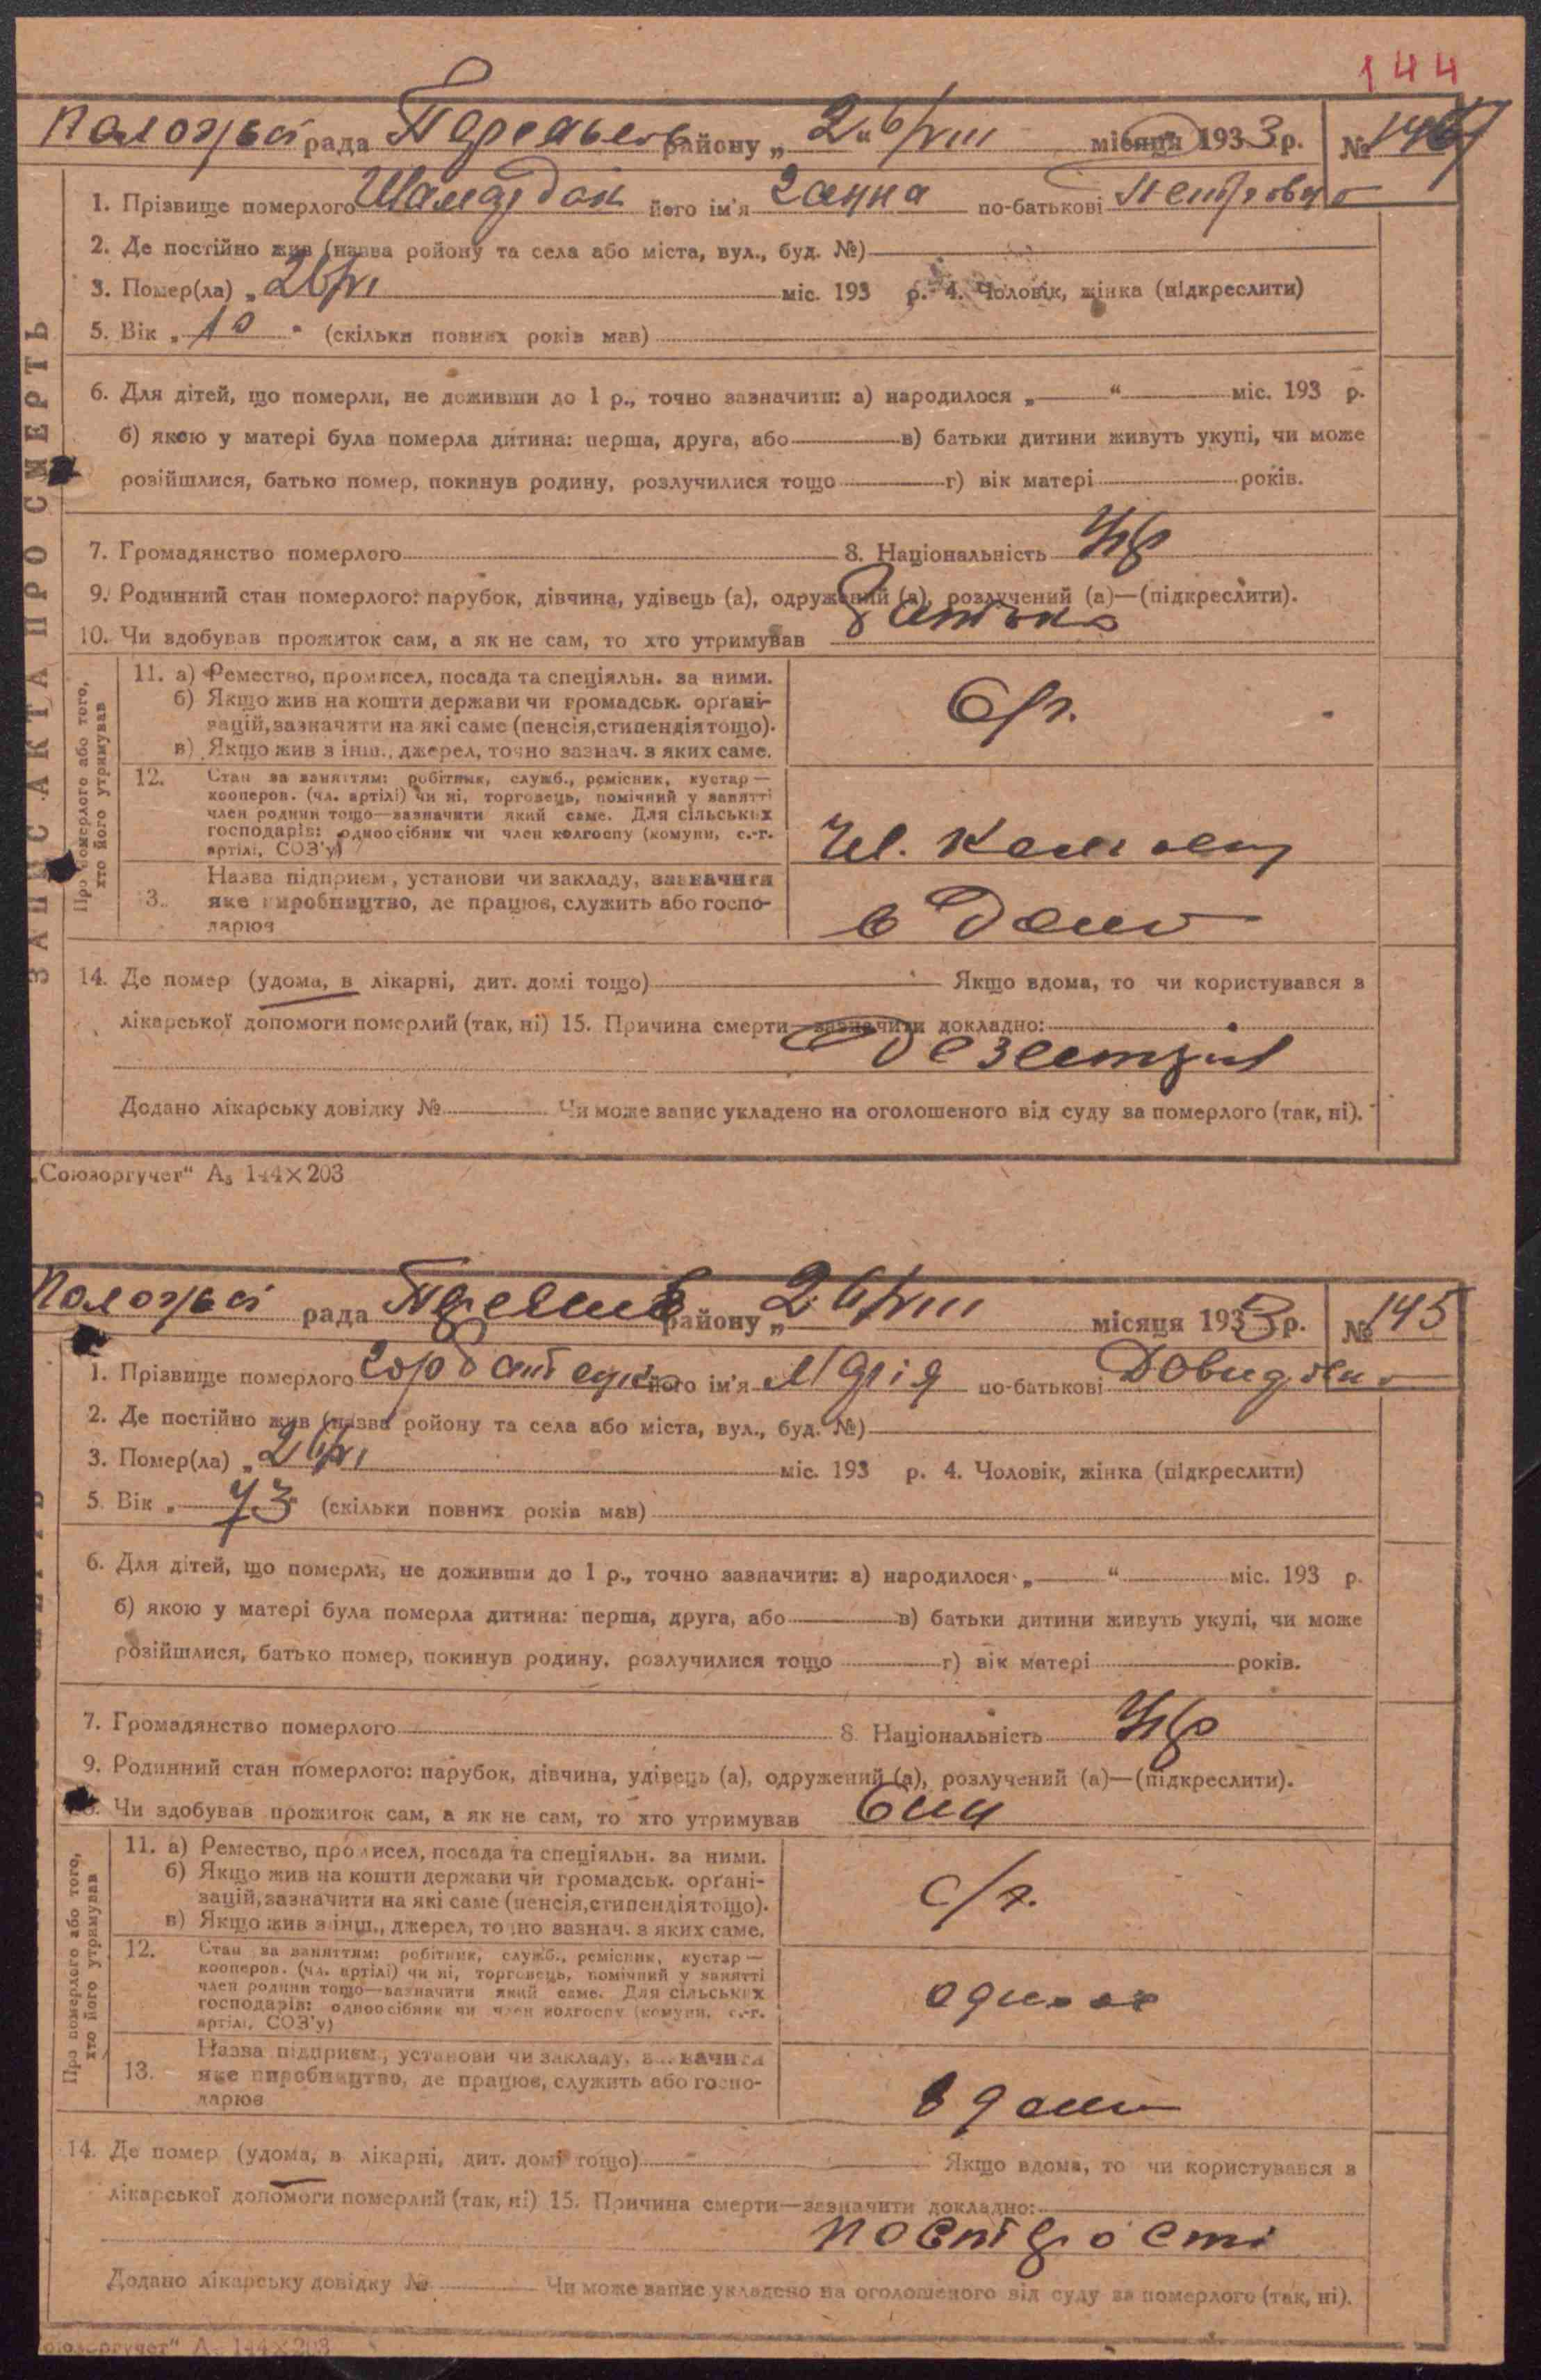 144
рада району „ 26/VIII місяця 1933 р. №
1. Прізвище померлого його ім'я Ганна по-батькові Петровна
2. Де постійно жив (назва ройону та села або міста, вул., буд. №)
3. Помер(ла) „ 26/VI міс. 193 р. 4. Чоловік, жінка (підкреслити)
5. Вік „ 10 " (скільки повних років мав)
6. Для дітей, що померли, не доживши до 1 р., точно зазначити: а) народилося „ “ міс. 193 р.
б) якою у матері була померла дитина: перша, друга, або в) батьки дитини живуть укупі, чи може
розійшлися, батько помер, покинув родину, розлучилися тощо г) вік матері років.
7. Громадянство померлого 8. Національність Укр
9. Родинний стан померлого: парубок, дівчина, удівець (а), одружений (а), розлучений (а)—(підкреслити).
10. Чи здобував прожиток сам, а як не сам, то хто утримував батько
11. а) Ремество, промисел, посада та спеціяльн. за ними.
б) Якщо жив на кошти держави чи громадськ. орґані-
зацій, зазначити на які саме (пенсія, стипендія тощо).
в) Якщо жив з інш., джерел, точно зазнач. з яких саме.
12. Стан за заняттям: робітник, служб., ремісник, кустар—
кооперов. (чл. артілі) чи ні, торговець, помічний у занятті
член родини тощо—зазначити який саме. Для сільських
господарів: одноосібник чи член колгоспу (комуни, с.-г.
артілі, СОЗ'у)
Назва підприєм., установи чи закладу, зазначити
13. яке виробництво, де працює, служить або госпо-
дарює
Про померлого або того,
хто його утримував
ЗАПИС АКТА ПРО СМЕРТЬ
14. Де помер (удома, в лікарні, дит. домі тощо) Якщо вдома, то чи користувався з
лікарської допомоги померлий (так, ні) 15. Причина смерти—зазначити докладно:
Додано лікарську довідку № Чи може запис укладено на оголошеного від суду за померлого (так, ні).
„Союзоргучет“ А₅ 144×203
рада району „ 26/VIII місяця 1933 р. № 145
1. Прізвище померлого його ім'я Марія по-батькові
2. Де постійно жив (назва ройону та села або міста, вул., буд. №)
3. Помер(ла) „ міс. 193 р. 4. Чоловік, жінка (підкреслити)
5. Вік „ 73 " (скільки повних років мав)
6. Для дітей, що померли, не доживши до 1 р., точно зазначити: а) народилося „ “ міс. 193 р.
б) якою у матері була померла дитина: перша, друга, або в) батьки дитини живуть укупі, чи може
розійшлися, батько помер, покинув родину, розлучилися тощо г) вік матері років.
7. Громадянство померлого 8. Національність Укр
9. Родинний стан померлого: парубок, дівчина, удівець (а), одружений (а), розлучений (а)—(підкреслити).
10. Чи здобував прожиток сам, а як не сам, то хто утримував син
11. а) Ремество, промисел, посада та спеціяльн. за ними.
б) Якщо жив на кошти держави чи громадськ. орґані-
зацій, зазначити на які саме (пенсія, стипендія тощо).
в) Якщо жив з інш., джерел, точно зазнач. з яких саме.
с/г.
12. Стан за заняттям: робітник, служб., ремісник, кустар—
кооперов. (чл. артілі) чи ні, торговець, помічний у занятті
член родини тощо—зазначити який саме. Для сільських
господарів: одноосібник чи член колгоспу (комуни, с.-г.
артілі, СОЗ'у)
Назва підприєм., установи чи закладу, зазначити
13. яке виробництво, де працює, служить або госпо-
дарює
Про померлого або того,
хто його утримував
14. Де помер (удома, в лікарні, дит. домі тощо) Якщо вдома, то чи користувався з
лікарської допомоги померлий (так, ні) 15. Причина смерти—зазначити докладно:
по старості
Додано лікарську довідку № Чи може запис укладено на оголошеного від суду за померлого (так, ні).